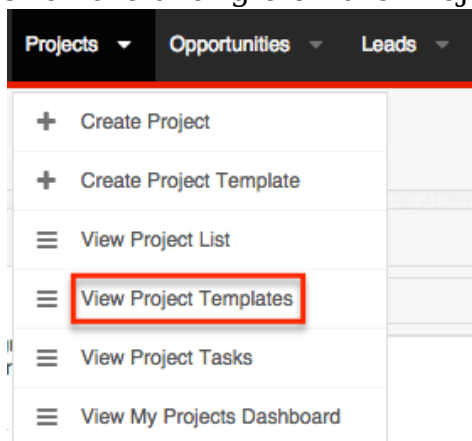 Projects Opportunities Leads
Create Project
Create Project Template
View Project List
View Project Templates
View Project Tasks
View My Projects Dashboard